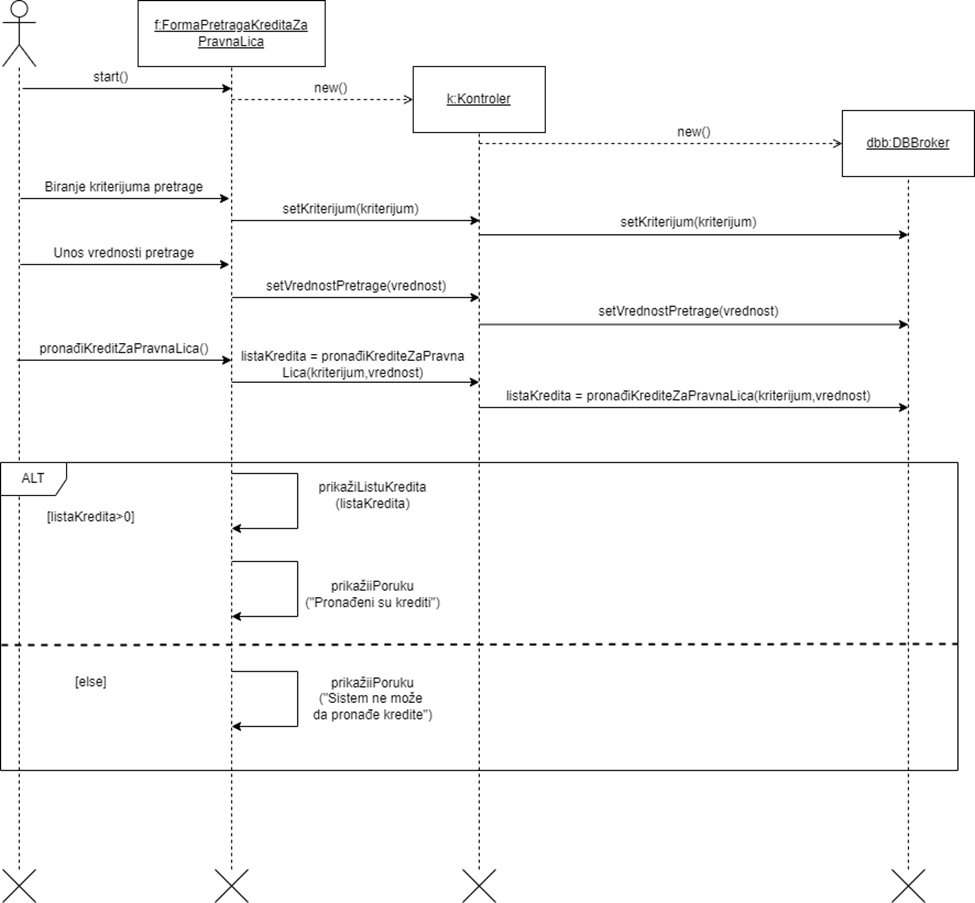 f:FormaPretragaKreditaZa
PravnaLica
start()
new()
k:Kontroler
new()
dbb:DBBroker
Biranje kriterijuma pretrage
setKriterijum(kriterijum)
setKriterijum(kriterijum)
Unos vrednosti pretrage
setVrednostPretrage(vrednost)
setVrednostPretrage(vrednost)
pronađiKreditZaPravnaLica()
listaKredita = pronađiKrediteZaPravna
Lica(kriterijum,vrednost)
listaKredita = pronađiKrediteZaPravnaLica(kriterijum,vrednost)
ALT
[listaKredita>0]
prikažiListuKredita
(listaKredita)
prikažiiPoruku
("Pronađeni su krediti")
[else]
prikažiiPoruku
("Sistem ne može
da pronađe kredite")